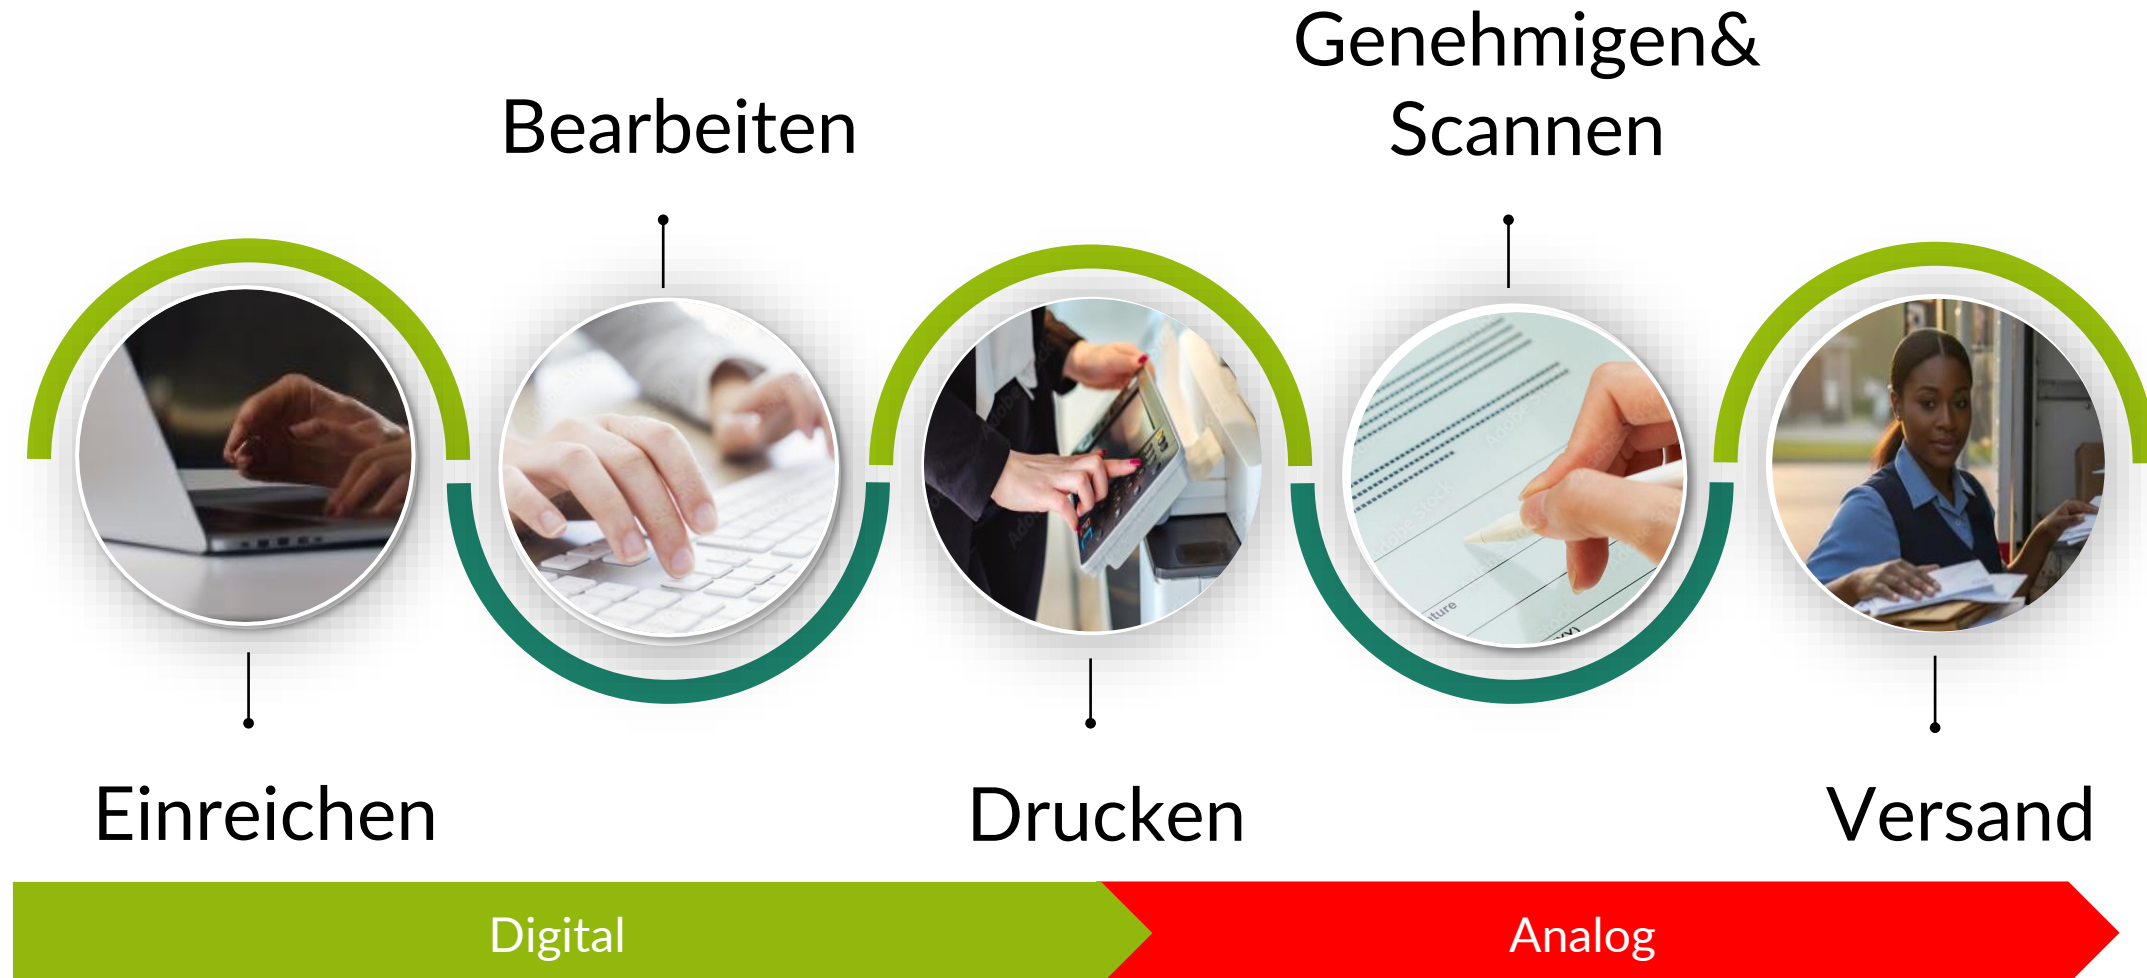 Genehmigen&
Scannen
Bearbeiten
Einreichen
Drucken
Versand
Digital
Analog